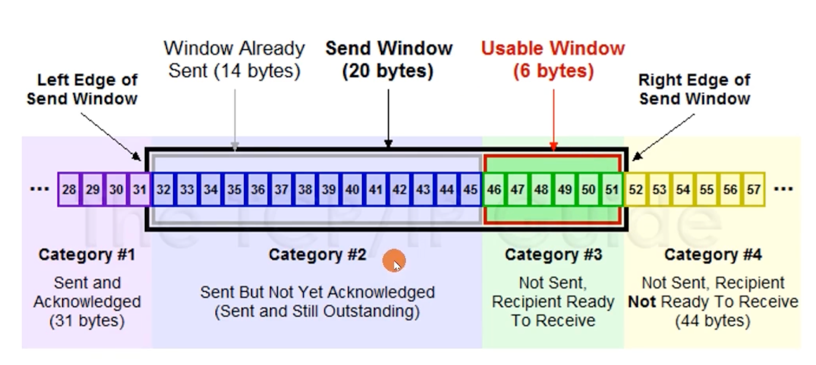 Window Already
Sent (14 bytes)
Send Window
(20 bytes)
Usable Window
(6 bytes)
Left Edge of
Send Window
Right Edge of
Send Window
... 28 29 30 31 32 33 34 35 36 37 38 39 40 41 42 43 44 45 46 47 48 49 50 51 52 53 54 55 56 57 ...
The TCP/IP Guide
Category #1
Sent and
Acknowledged
(31 bytes)
Category #2
Sent But Not Yet Acknowledged
(Sent and Still Outstanding)
Category #3
Not Sent,
Recipient Ready
To Receive
Category #4
Not Sent, Recipient
Not Ready To Receive
(44 bytes)